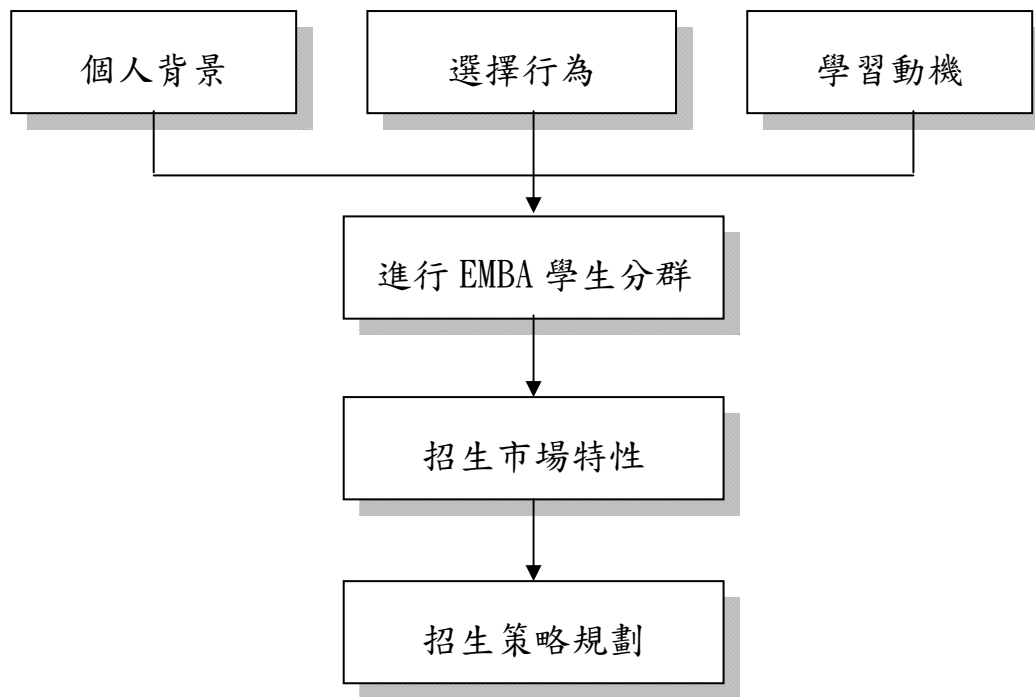 個人背景
選擇行為
學習動機
進行 EMBA 學生分群
招生市場特性
招生策略規劃